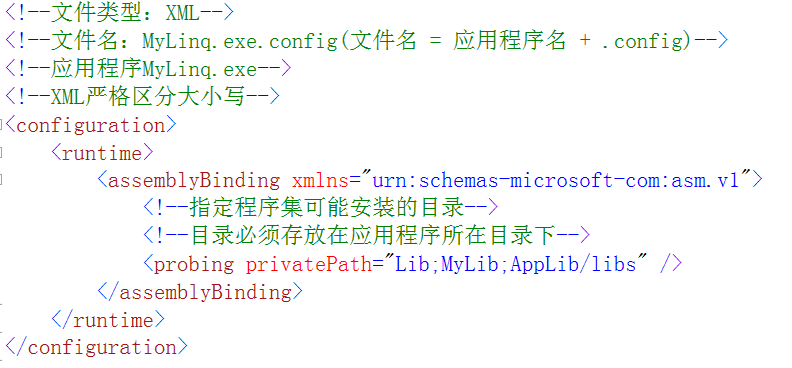 <!--文件类型：XML-->
<!--文件名：MyLinq.exe.config(文件名 = 应用程序名 + .config)-->
<!--应用程序MyLinq.exe-->
<!--XML严格区分大小写-->
<configuration>
    <runtime>
        <assemblyBinding xmlns="urn:schemas-microsoft-com:asm.v1">
            <!--指定程序集可能安装的目录-->
            <!--目录必须存放在应用程序所在目录下-->
            <probing privatePath="Lib;MyLib;AppLib/libs" />
        </assemblyBinding>
    </runtime>
</configuration>